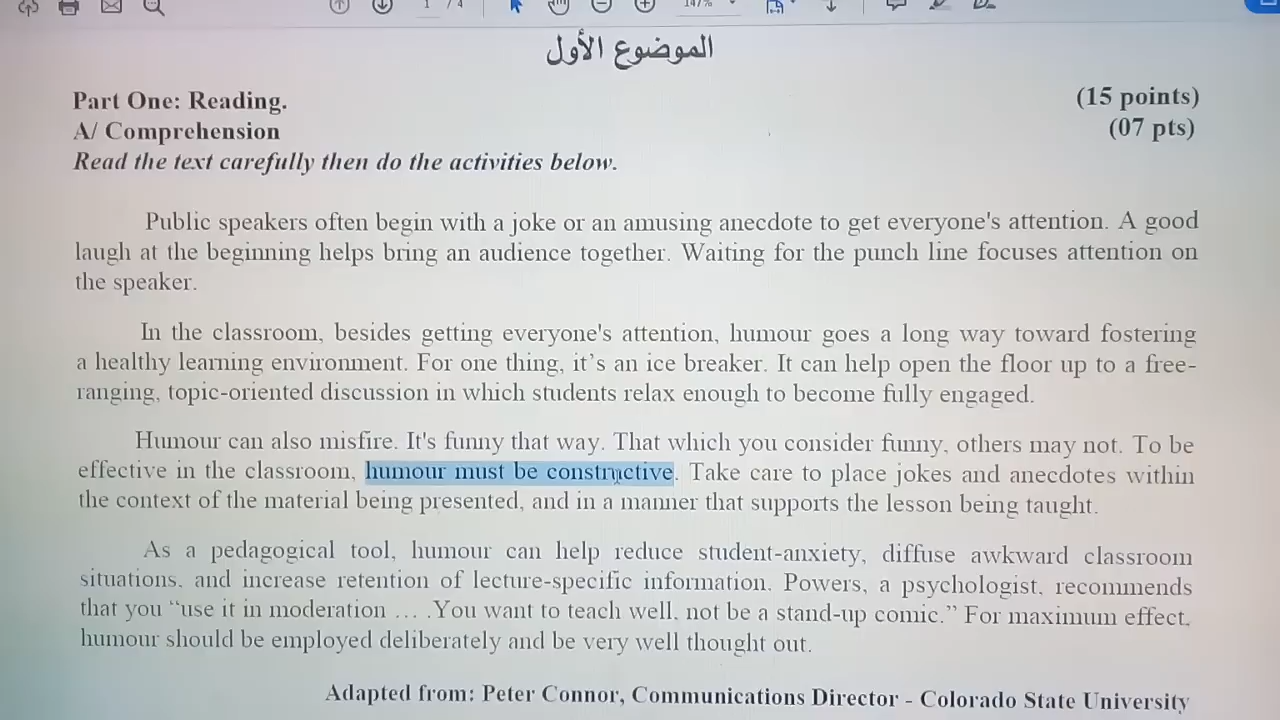 1 / 4
147%
الموضوع الأول
Part One: Reading. (15 points)
A/ Comprehension (07 pts)
Read the text carefully then do the activities below.
Public speakers often begin with a joke or an amusing anecdote to get everyone's attention. A good
laugh at the beginning helps bring an audience together. Waiting for the punch line focuses attention on
the speaker.
In the classroom, besides getting everyone's attention, humour goes a long way toward fostering
a healthy learning environment. For one thing, it’s an ice breaker. It can help open the floor up to a free-
ranging, topic-oriented discussion in which students relax enough to become fully engaged.
Humour can also misfire. It's funny that way. That which you consider funny, others may not. To be
effective in the classroom, humour must be constructive. Take care to place jokes and anecdotes within
the context of the material being presented, and in a manner that supports the lesson being taught.
As a pedagogical tool, humour can help reduce student-anxiety, diffuse awkward classroom
situations, and increase retention of lecture-specific information. Powers, a psychologist, recommends
that you “use it in moderation … .You want to teach well, not be a stand-up comic.” For maximum effect,
humour should be employed deliberately and be very well thought out.
Adapted from: Peter Connor, Communications Director - Colorado State University